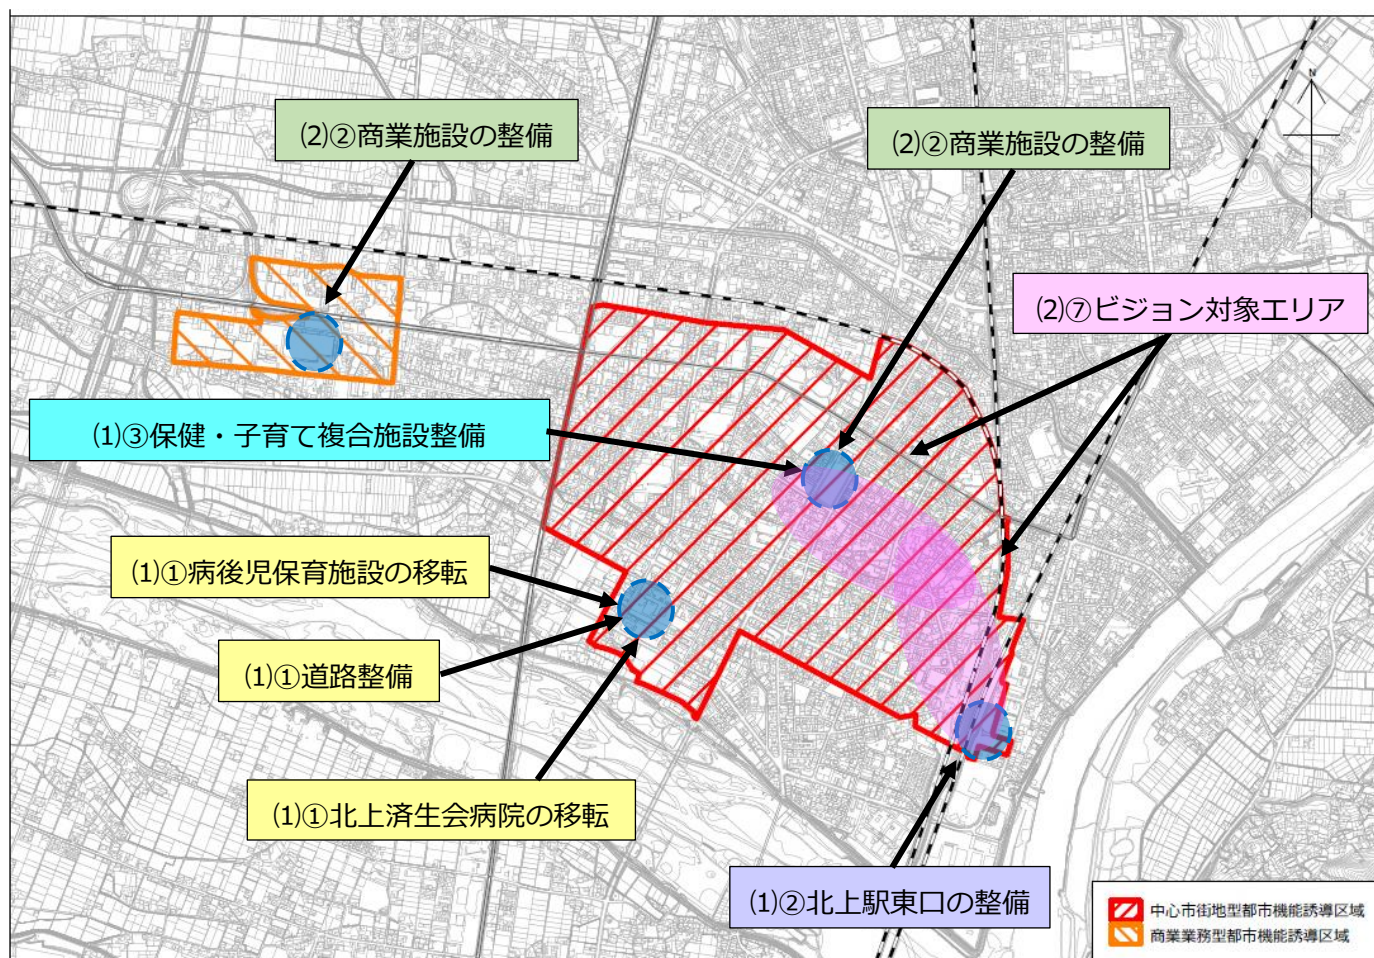 N
⑵②商業施設の整備
⑵②商業施設の整備
⑵⑦ビジョン対象エリア
⑴③保健・子育て複合施設整備
⑴①病後児保育施設の移転
⑴①道路整備
⑴①北上済生会病院の移転
⑴②北上駅東口の整備
中心市街地型都市機能誘導区域
商業業務型都市機能誘導区域